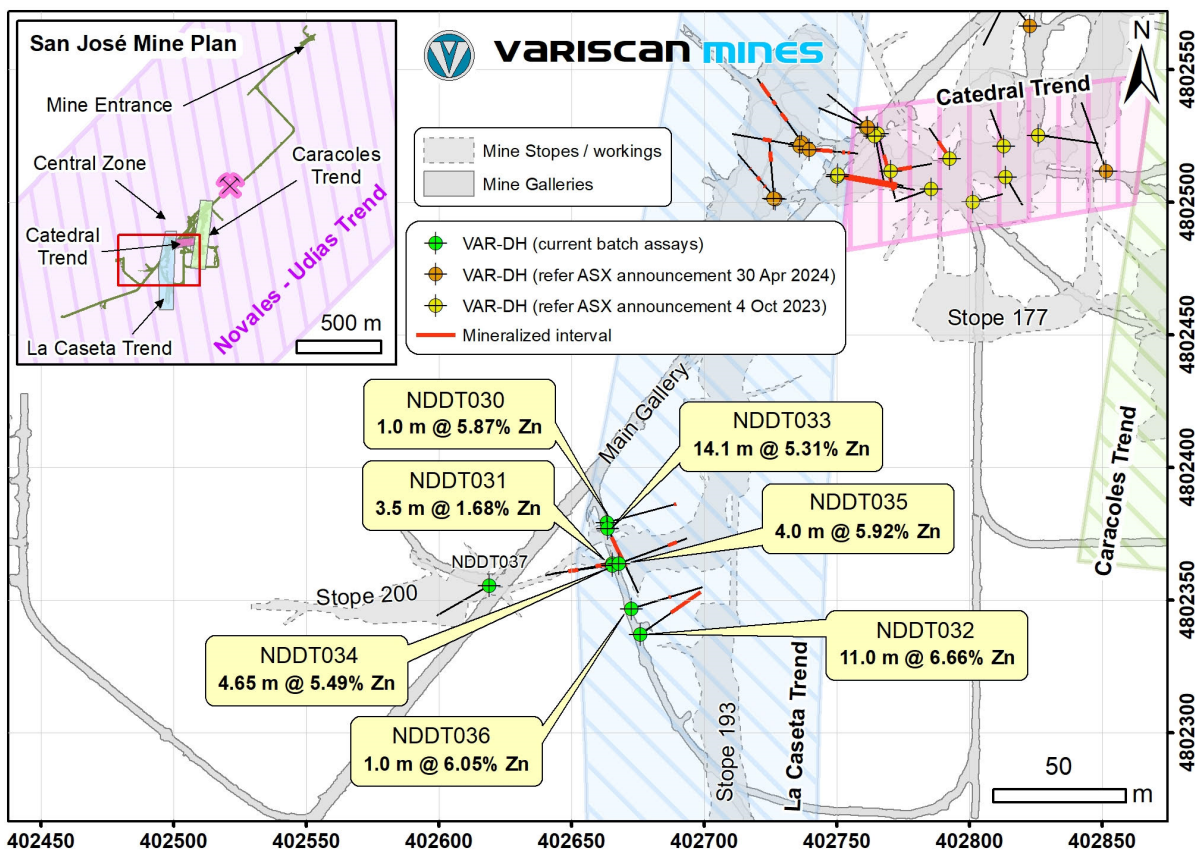 San José Mine Plan
Mine Entrance
Central Zone
Caracoles
Trend
Catedral
Trend
La Caseta Trend
Novales - Udias Trend
500 m
VARISCAN MINES
Mine Stopes / workings
Mine Galleries
VAR-DH (current batch assays)
VAR-DH (refer ASX announcement 30 Apr 2024)
VAR-DH (refer ASX announcement 4 Oct 2023)
Mineralized interval
Catedral Trend
N
Stope 177
Main Gallery
NDDT030
1.0 m @ 5.87% Zn
NDDT033
14.1 m @ 5.31% Zn
NDDT031
3.5 m @ 1.68% Zn
NDDT035
4.0 m @ 5.92% Zn
NDDT037
Stope 200
NDDT034
4.65 m @ 5.49% Zn
NDDT032
11.0 m @ 6.66% Zn
NDDT036
1.0 m @ 6.05% Zn
Stope 193
La Caseta Trend
Caracoles Trend
50
m
4802550
4802500
4802450
4802400
4802350
4802300
402450 402500 402550 402600 402650 402700 402750 402800 402850